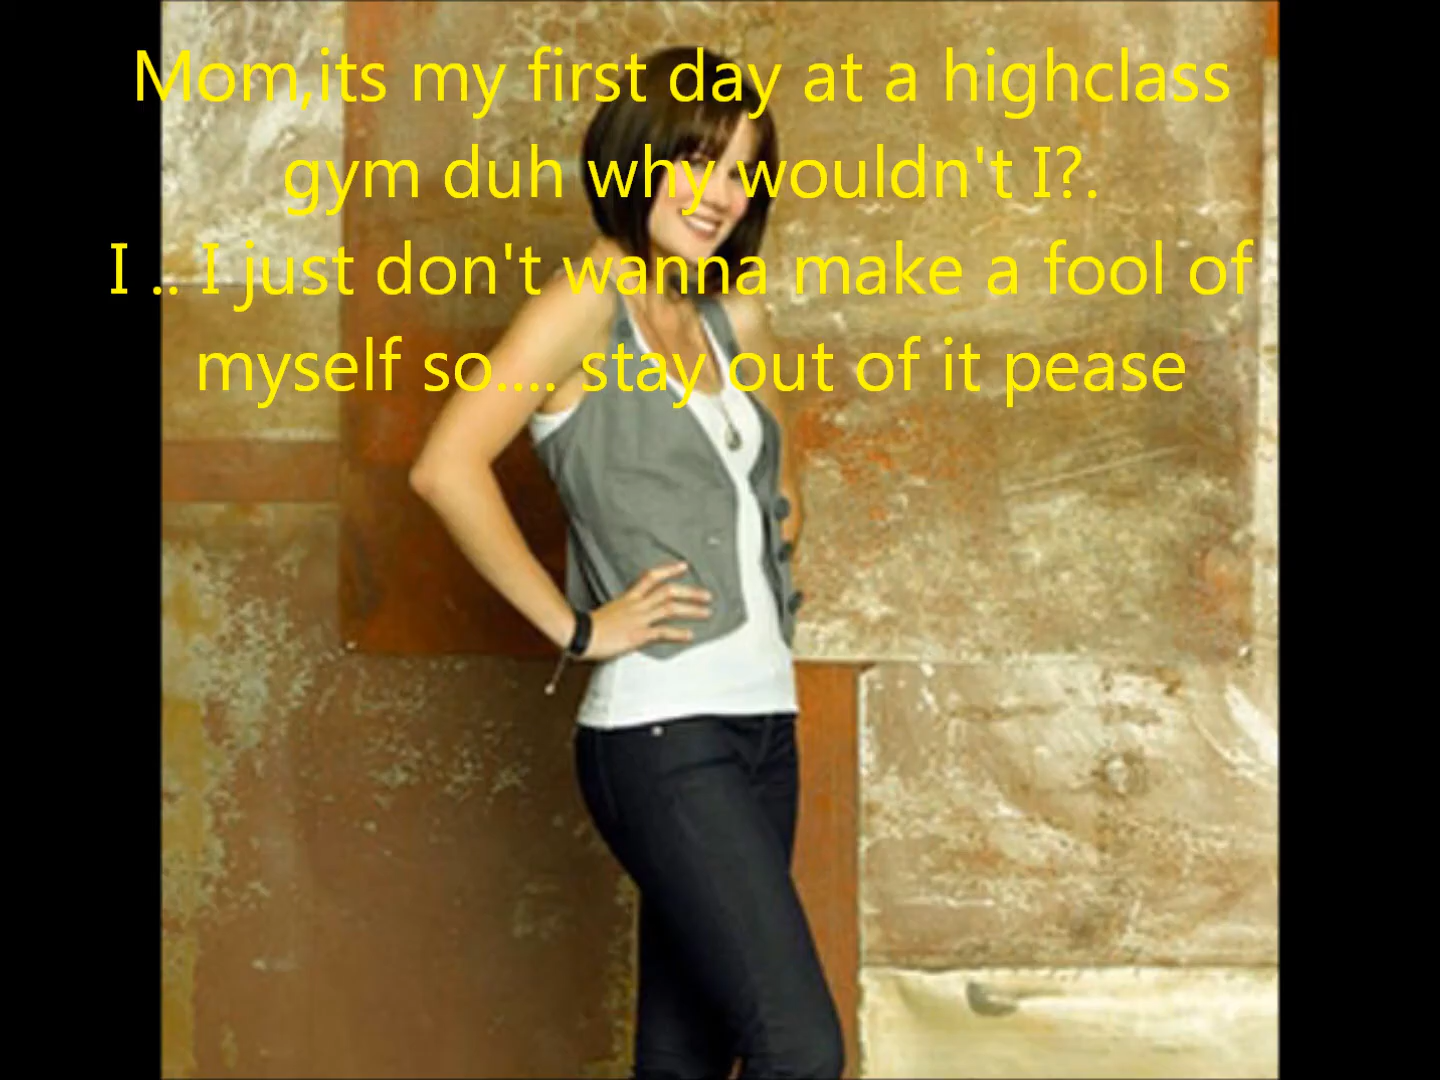 Mom,its my first day at a highclass
gym duh why wouldn't I?.
I .. I just don't wanna make a fool of
myself so.... stay out of it pease